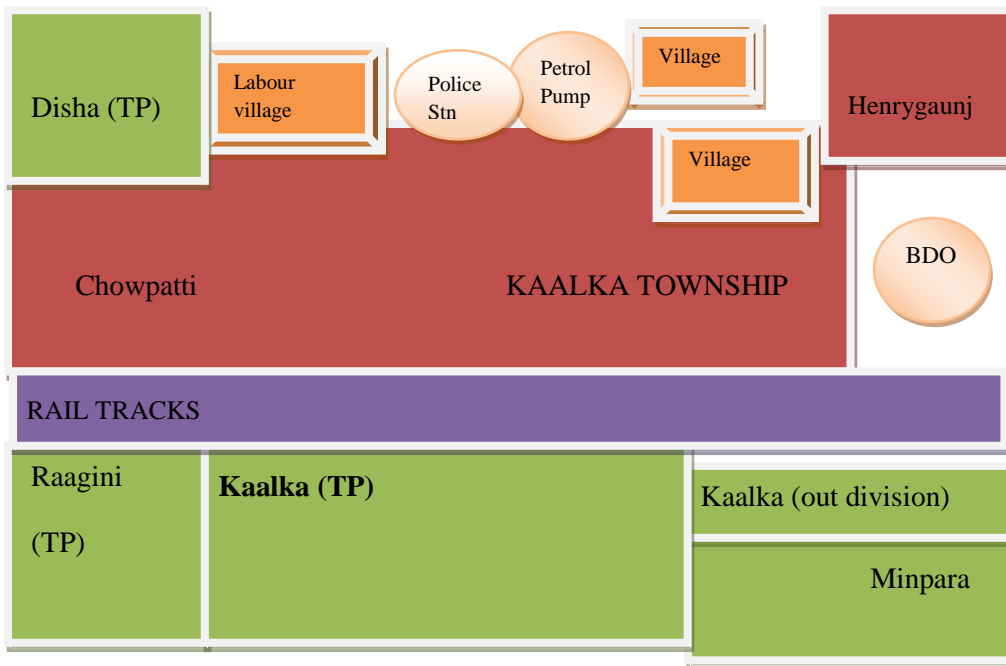 Disha (TP)
Labour
village
Police
Stn
Petrol
Pump
Village
Henrygaunj
Village
Chowpatti
KAALKA TOWNSHIP
BDO
RAIL TRACKS
Raagini
(TP)
Kaalka (TP)
Kaalka (out division)
Minpara